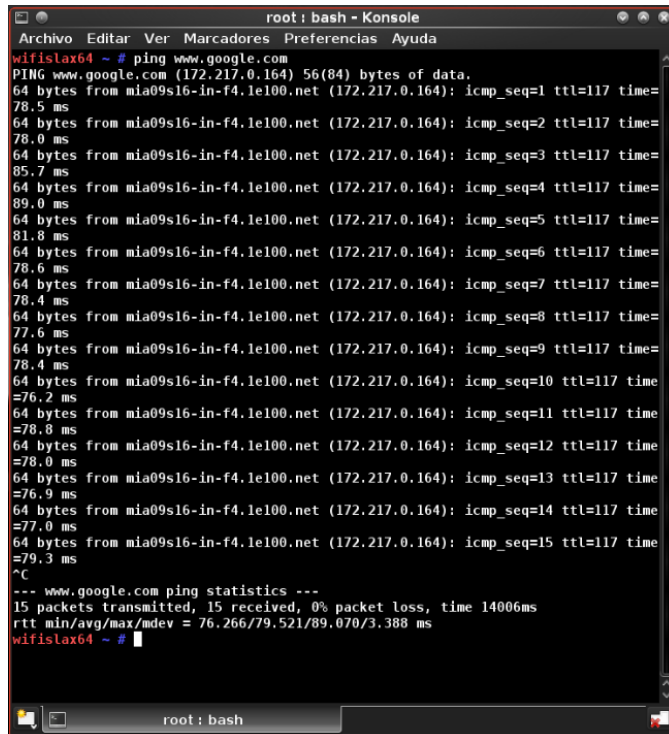 root : bash - Konsole
Archivo Editar Ver Marcadores Preferencias Ayuda
wifislax64 ~ # ping www.google.com
PING www.google.com (172.217.0.164) 56(84) bytes of data.
64 bytes from mia09s16-in-f4.1e100.net (172.217.0.164): icmp_seq=1 ttl=117 time=
78.5 ms
64 bytes from mia09s16-in-f4.1e100.net (172.217.0.164): icmp_seq=2 ttl=117 time=
78.0 ms
64 bytes from mia09s16-in-f4.1e100.net (172.217.0.164): icmp_seq=3 ttl=117 time=
85.7 ms
64 bytes from mia09s16-in-f4.1e100.net (172.217.0.164): icmp_seq=4 ttl=117 time=
89.0 ms
64 bytes from mia09s16-in-f4.1e100.net (172.217.0.164): icmp_seq=5 ttl=117 time=
81.8 ms
64 bytes from mia09s16-in-f4.1e100.net (172.217.0.164): icmp_seq=6 ttl=117 time=
78.6 ms
64 bytes from mia09s16-in-f4.1e100.net (172.217.0.164): icmp_seq=7 ttl=117 time=
78.4 ms
64 bytes from mia09s16-in-f4.1e100.net (172.217.0.164): icmp_seq=8 ttl=117 time=
77.6 ms
64 bytes from mia09s16-in-f4.1e100.net (172.217.0.164): icmp_seq=9 ttl=117 time=
78.4 ms
64 bytes from mia09s16-in-f4.1e100.net (172.217.0.164): icmp_seq=10 ttl=117 time
=76.2 ms
64 bytes from mia09s16-in-f4.1e100.net (172.217.0.164): icmp_seq=11 ttl=117 time
=78.8 ms
64 bytes from mia09s16-in-f4.1e100.net (172.217.0.164): icmp_seq=12 ttl=117 time
=78.0 ms
64 bytes from mia09s16-in-f4.1e100.net (172.217.0.164): icmp_seq=13 ttl=117 time
=76.9 ms
64 bytes from mia09s16-in-f4.1e100.net (172.217.0.164): icmp_seq=14 ttl=117 time
=77.0 ms
64 bytes from mia09s16-in-f4.1e100.net (172.217.0.164): icmp_seq=15 ttl=117 time
=79.3 ms
^C
--- www.google.com ping statistics ---
15 packets transmitted, 15 received, 0% packet loss, time 14006ms
rtt min/avg/max/mdev = 76.266/79.521/89.070/3.388 ms
wifislax64 ~ #
root : bash